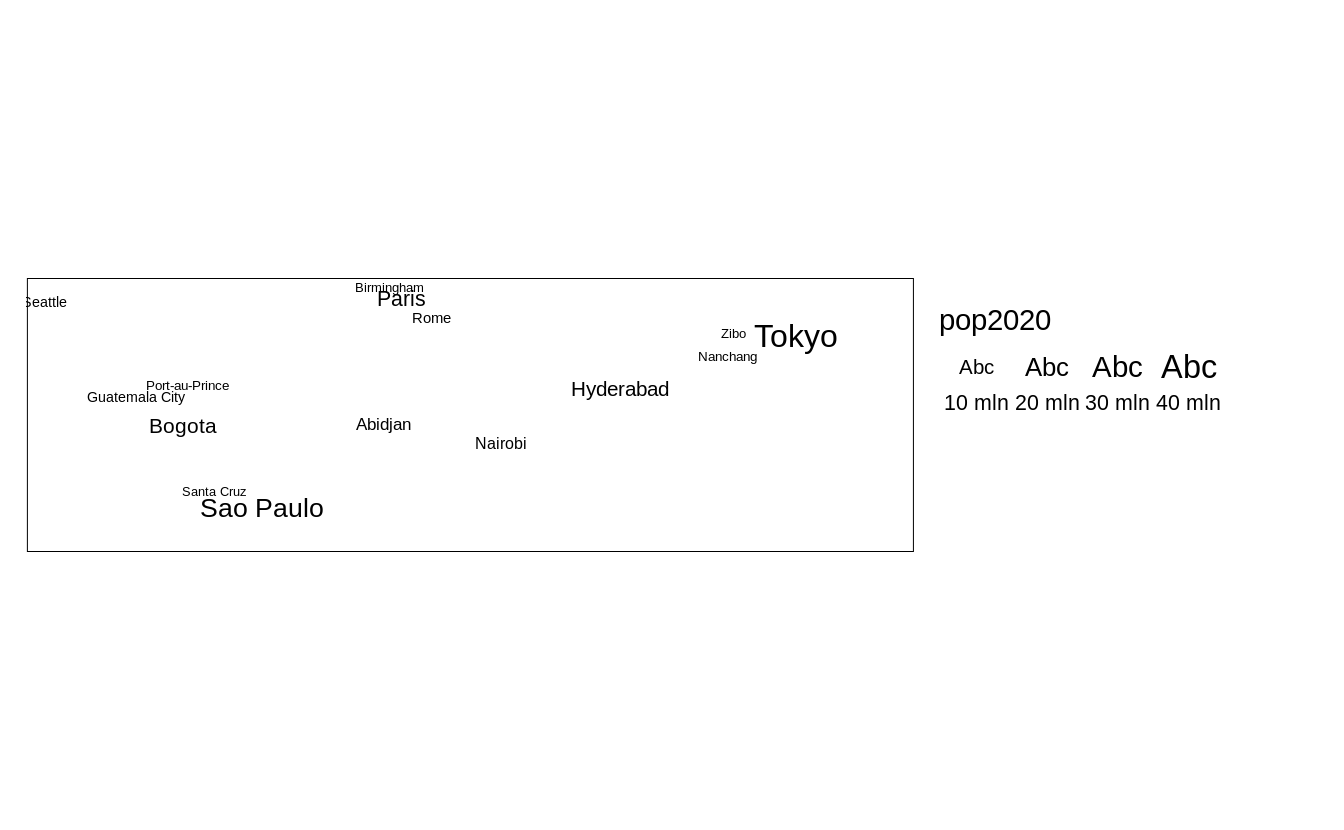 Birmingham
Paris
Seattle
Rome
Zibo
Tokyo
Nanchang
Port-au-Prince
Guatemala City
Hyderabad
Bogota
Abidjan
Nairobi
Santa Cruz
Sao Paulo
pop2020
Abc Abc Abc Abc
10 mln 20 mln 30 mln 40 mln